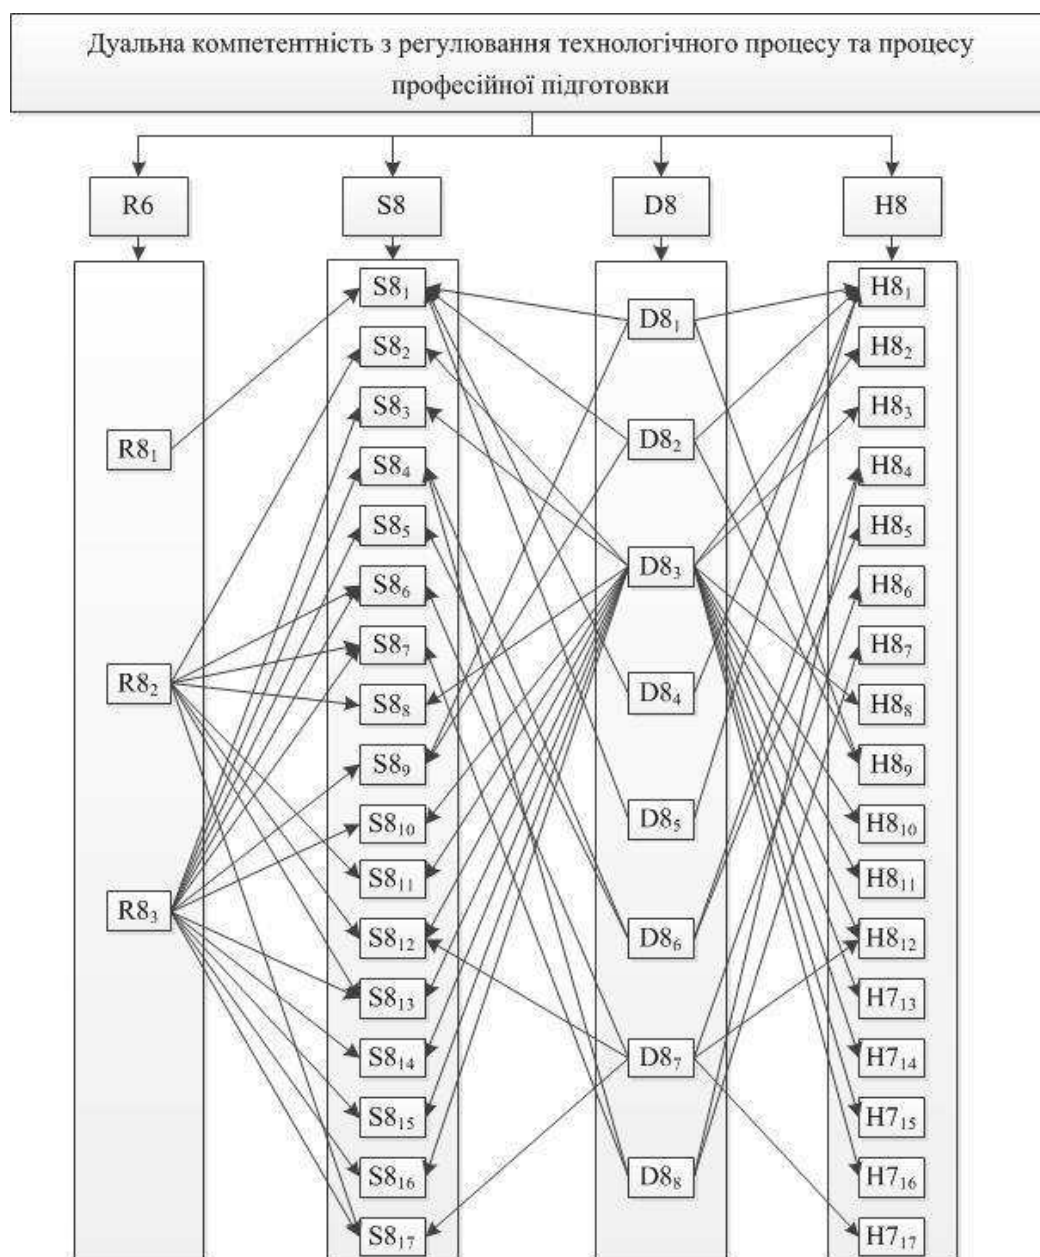 Дуальна компетентність з регулювання технологічного процесу та процесу
професійної підготовки
R6
S8
D8
H8
R8₁
R8₂
R8₃
S8₁
S8₂
S8₃
S8₄
S8₅
S8₆
S8₇
S8₈
S8₉
S8₁₀
S8₁₁
S8₁₂
S8₁₃
S8₁₄
S8₁₅
S8₁₆
S8₁₇
D8₁
D8₂
D8₃
D8₄
D8₅
D8₆
D8₇
D8₈
H8₁
H8₂
H8₃
H8₄
H8₅
H8₆
H8₇
H8₈
H8₉
H8₁₀
H8₁₁
H8₁₂
H7₁₃
H7₁₄
H7₁₅
H7₁₆
H7₁₇